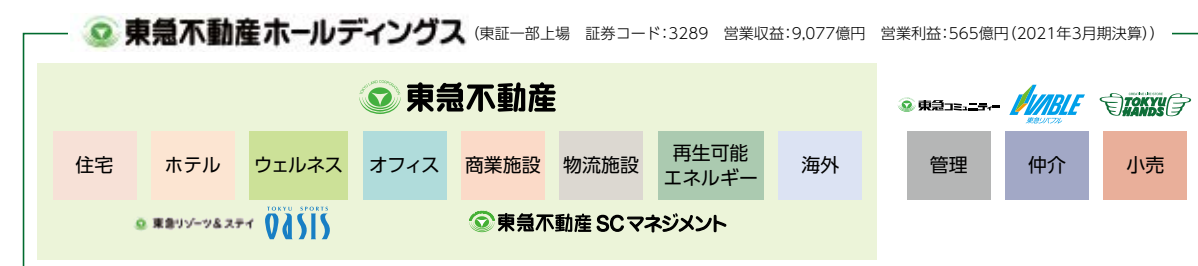 東急不動産ホールディングス (東証一部上場 証券コード:3289 営業収益:9,077億円 営業利益:565億円(2021年3月期決算))
東急不動産
東急コミュニティー
VABLE
東急リバブル
TOKYU
HANDS
住宅
ホテル
ウェルネス
オフィス
商業施設
物流施設
再生可能
エネルギー
海外
管理
仲介
小売
東急リゾーツ&ステイ
TOKYU SPORTS
OASIS
東急不動産SCマネジメント